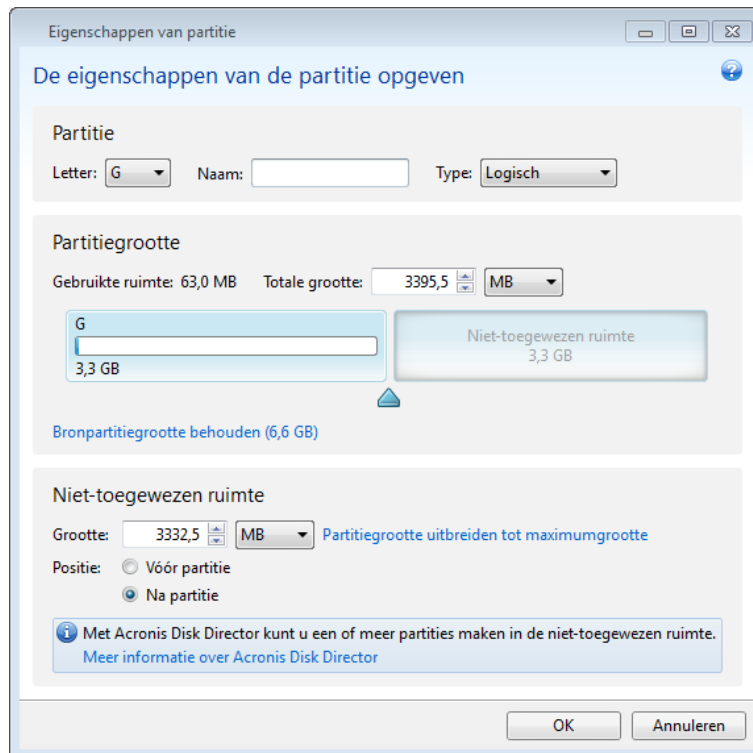 Eigenschappen van partitie
De eigenschappen van de partitie opgeven
Partitie
Letter: G Naam: Type: Logisch
Partitiegrootte
Gebruikte ruimte: 63,0 MB Totale grootte: 3395,5 MB
G
3,3 GB
Niet-toegewezen ruimte
3,3 GB
Bronpartitiegrootte behouden (6,6 GB)
Niet-toegewezen ruimte
Grootte: 3332,5 MB Partitiegrootte uitbreiden tot maximumgrootte
Positie: Vóór partitie
Na partitie
Met Acronis Disk Director kunt u een of meer partities maken in de niet-toegewezen ruimte.
Meer informatie over Acronis Disk Director
OK Annuleren